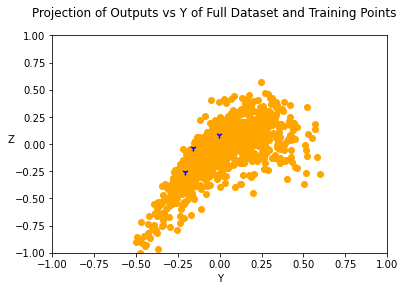 Projection of Outputs vs Y of Full Dataset and Training Points
1.00
0.75
0.50
0.25
Z
0.00
−0.25
−0.50
−0.75
−1.00
−1.00 −0.75 −0.50 −0.25 0.00 0.25 0.50 0.75 1.00
Y